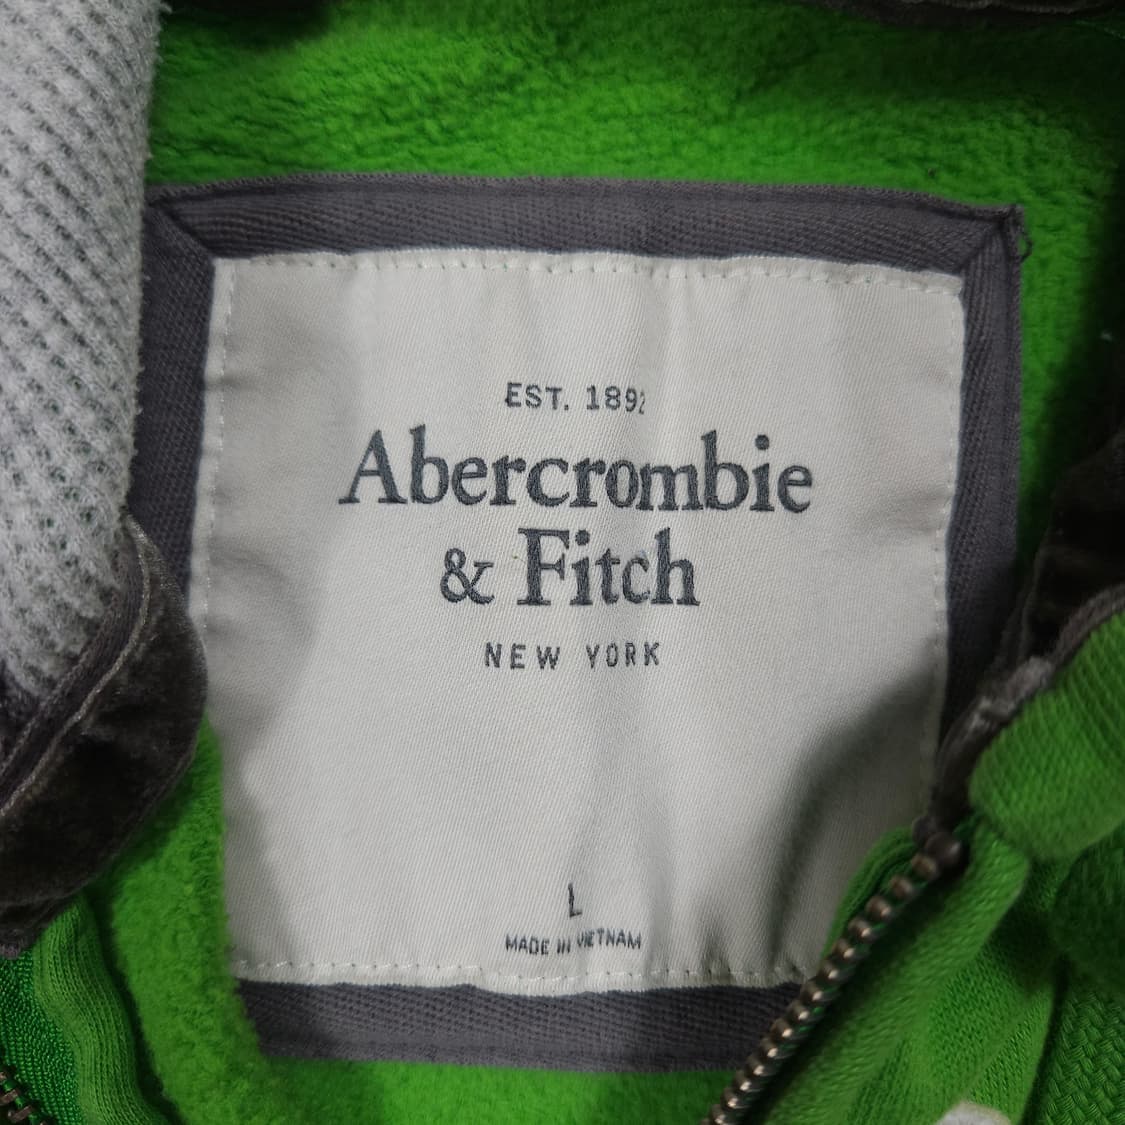 EST. 1892
Abercrombie
& Fitch
NEW YORK
L
MADE IN VIETNAM